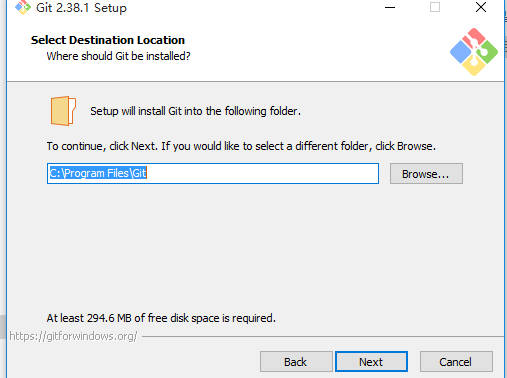 Git 2.38.1 Setup
Select Destination Location
Where should Git be installed?
Setup will install Git into the following folder.
To continue, click Next. If you would like to select a different folder, click Browse.
C:\Program Files\Git
Browse...
At least 294.6 MB of free disk space is required.
https://gitforwindows.org/
Back
Next
Cancel